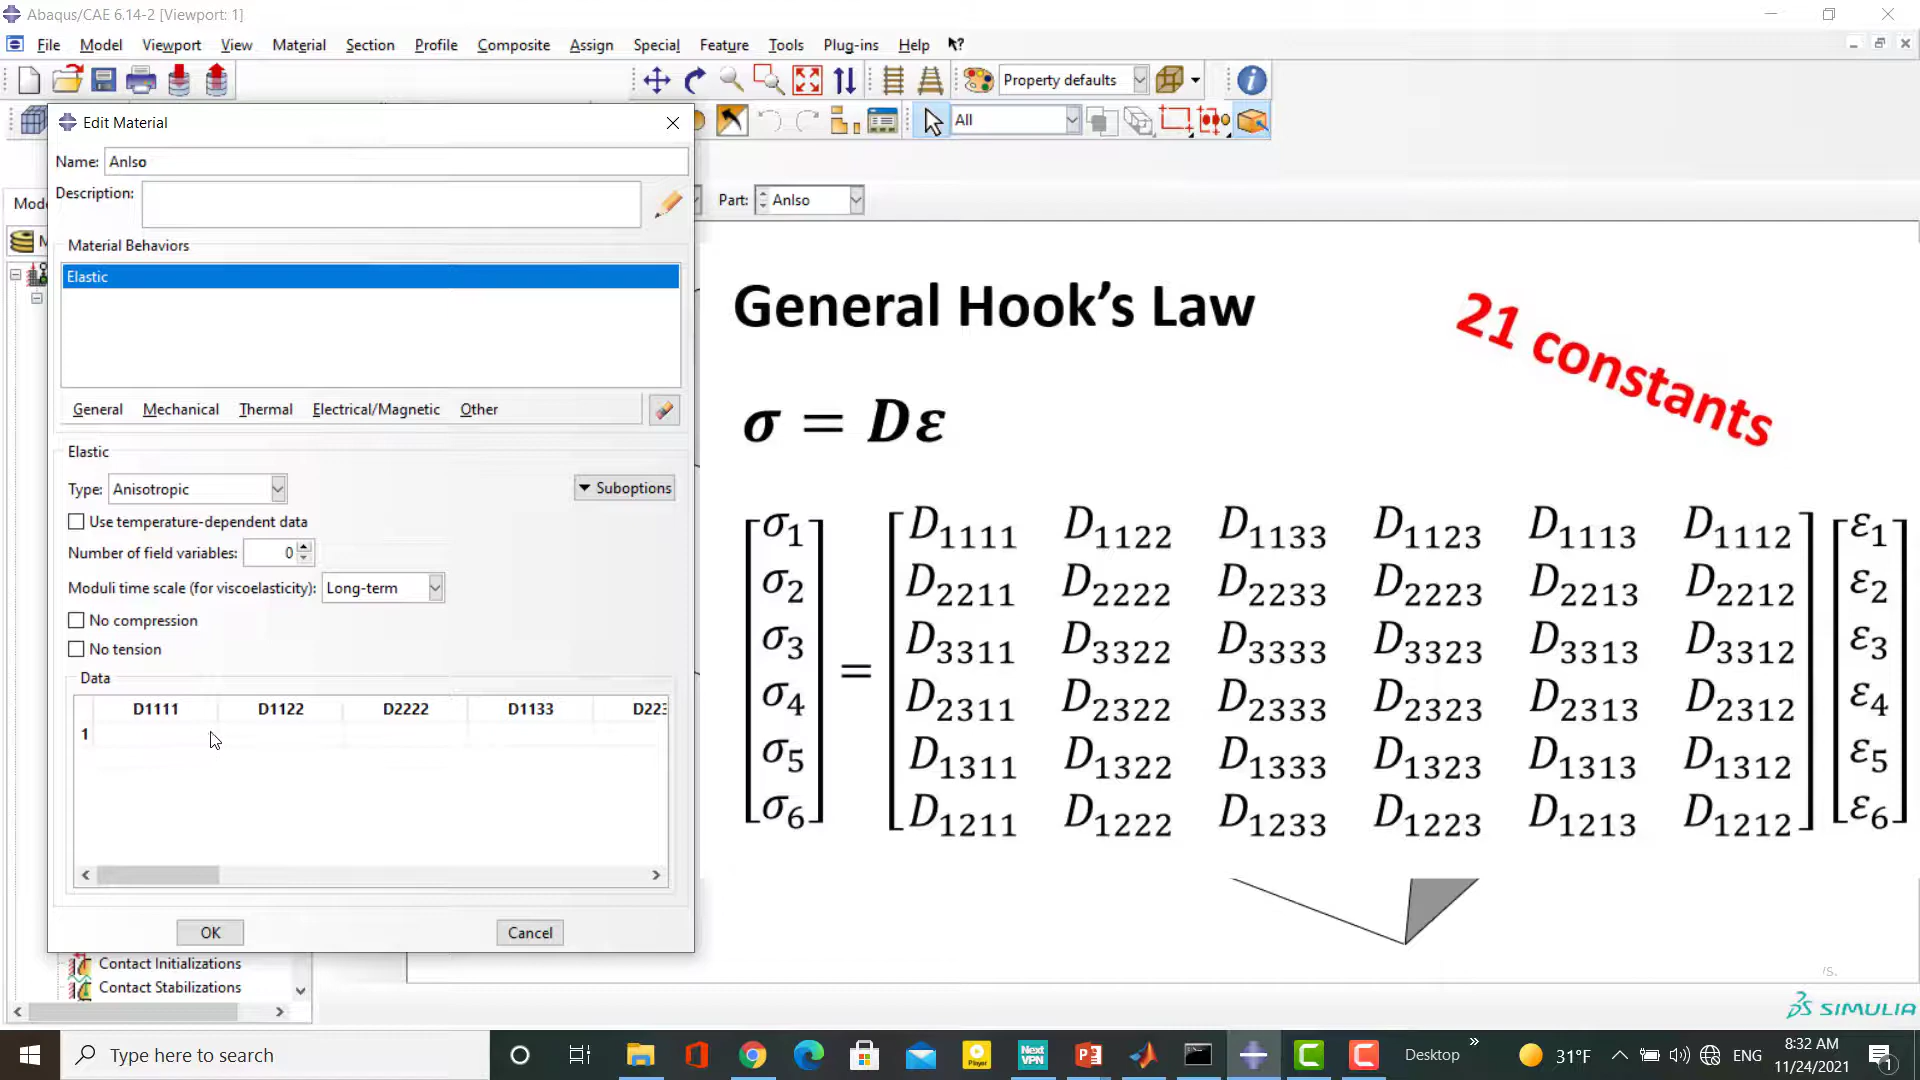 Abaqus/CAE 6.14-2 [Viewport: 1]
File Model Viewport View Material Section Profile Composite Assign Special Feature Tools Plug-ins Help
Property defaults
All
Edit Material
Name: AnIso
Description:
Part: AnIso
Material Behaviors
Elastic
General Mechanical Thermal Electrical/Magnetic Other
Elastic
Type: Anisotropic
Suboptions
Use temperature-dependent data
Number of field variables: 0
Moduli time scale (for viscoelasticity): Long-term
No compression
No tension
Data
D1111 D1122 D2222 D1133
1
OK Cancel
Contact Initializations
Contact Stabilizations
General Hook's Law
21 constants
σ = Dε
[σ1 σ2 σ3 σ4 σ5 σ6] =
D1111 D1122 D1133 D1123 D1113 D1112
D2211 D2222 D2233 D2223 D2213 D2212
D3311 D3322 D3333 D3323 D3313 D3312
D2311 D2322 D2333 D2323 D2313 D2312
D1311 D1322 D1333 D1323 D1313 D1312
D1211 D1222 D1233 D1223 D1213 D1212
[ε1 ε2 ε3 ε4 ε5 ε6]
SIMULIA
Type here to search
Next VPN
Player
Desktop
31°F
ENG
8:32 AM
11/24/2021
1